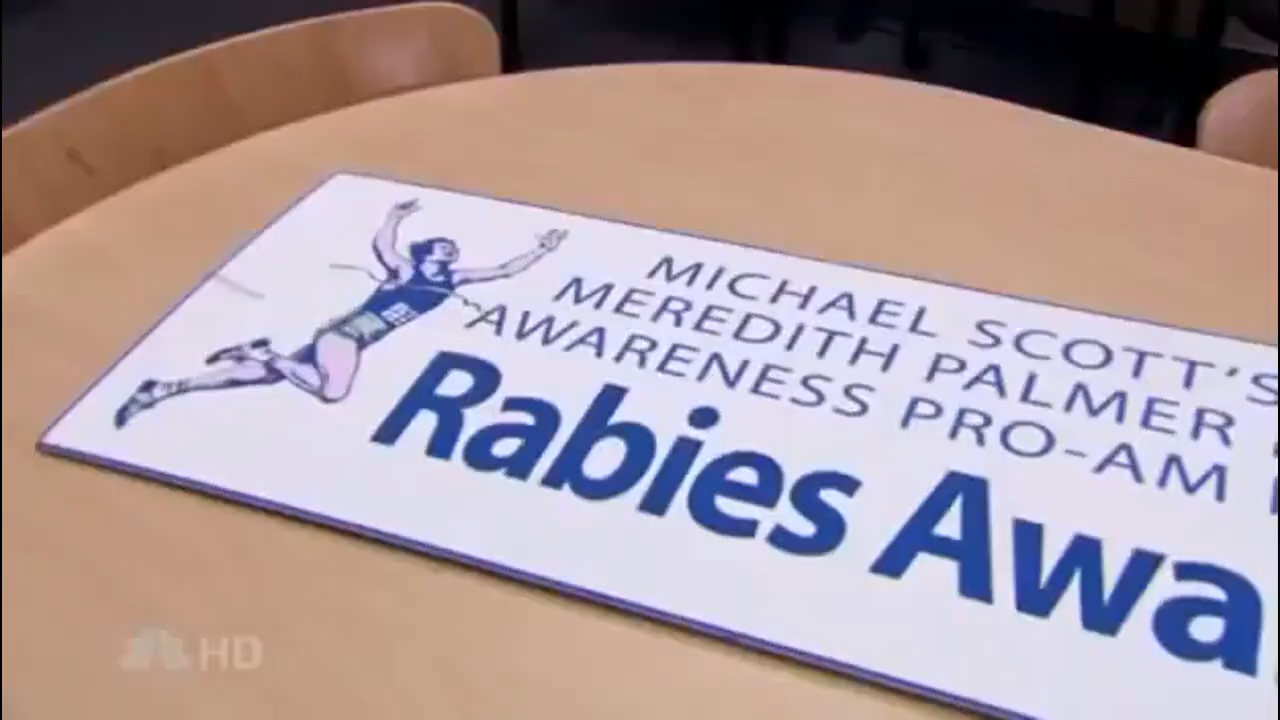 MICHAEL SCOTT'S
MEREDITH PALMER
AWARENESS PRO-AM
Rabies Awa
HD